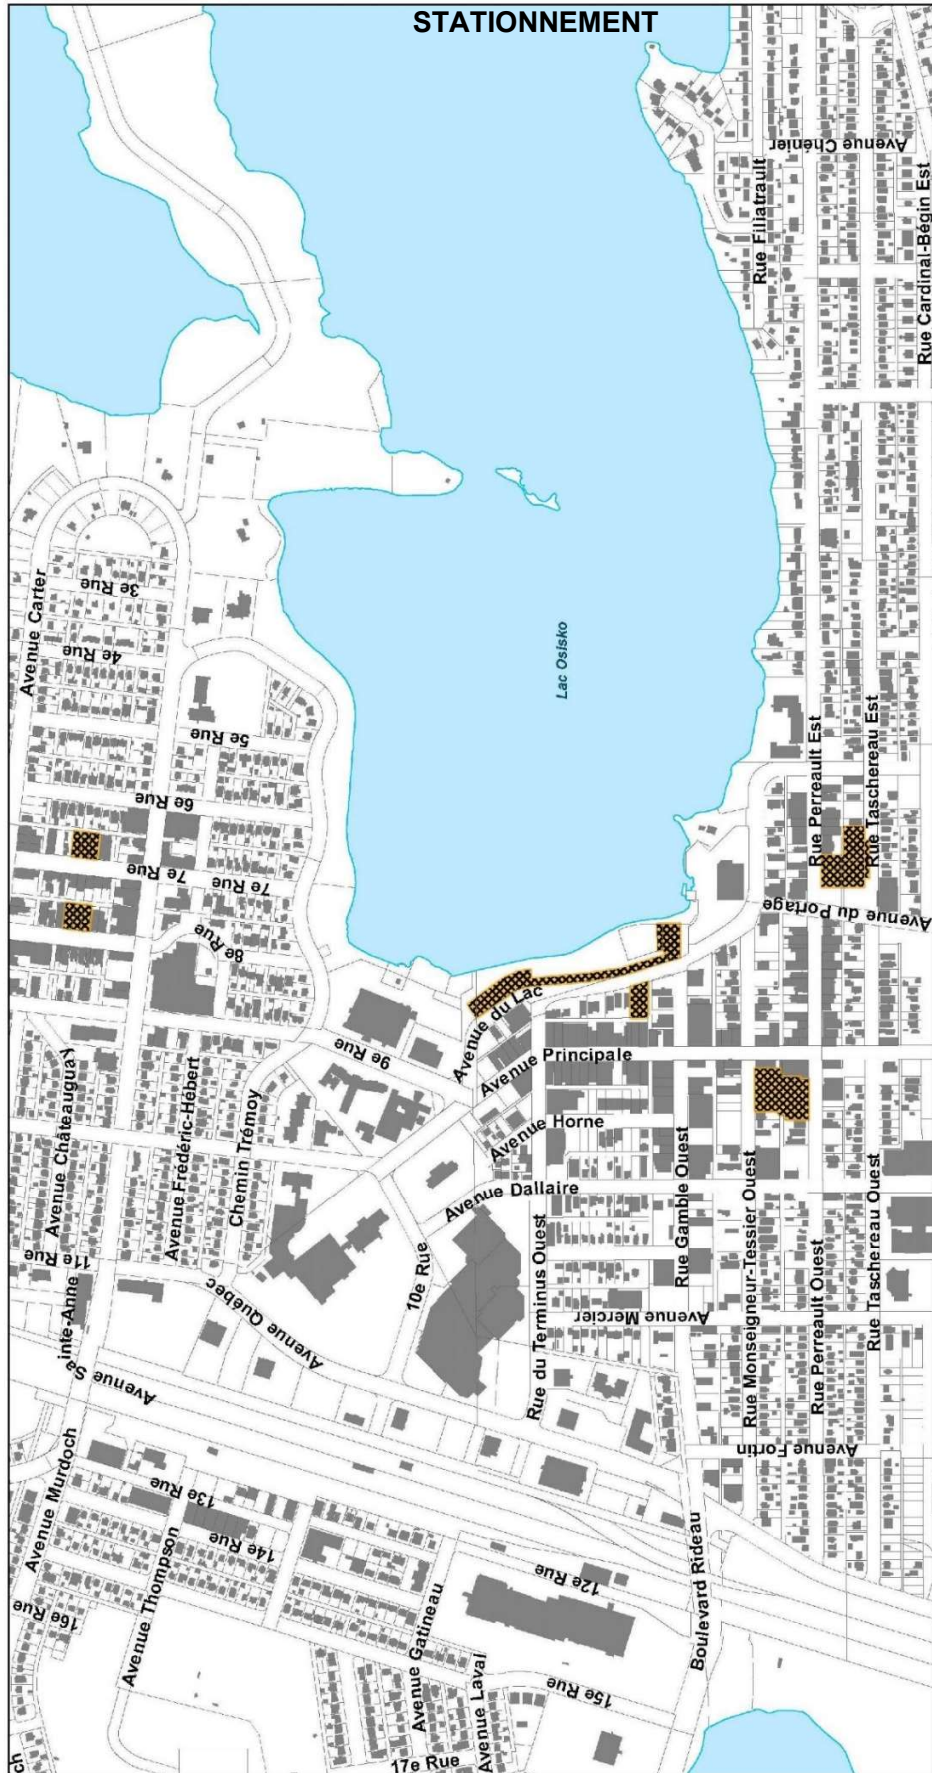 STATIONNEMENT
Avenue Chénier
Rue Filiatrault
Rue Cardinal-Bégin Est
Avenue Carter
3e Rue
4e Rue
Lac Osisko
5e Rue
6e Rue
Rue Perreault Est
Rue Taschereau Est
7e Rue
7e Rue
8e Rue
Avenue du Portage
Avenue du Lac
9e Rue
Avenue Principale
Avenue Châteauguay
Avenue Frédéric-Hébert
Chemin Trémoy
Avenue Horne
Avenue Dallaire
Rue Gamble Ouest
Rue Monseigneur-Tessier Ouest
Rue Taschereau Ouest
11e Rue
10e Rue
Avenue Québec
Rue du Terminus Ouest
Avenue Mercier
Rue Perreault Ouest
Avenue Sa
inte-Anne
Avenue Fortin
Avenue Murdoch
13e Rue
14e Rue
12e Rue
Boulevard Rideau
16e Rue
Avenue Thompson
Avenue Gatineau
Avenue Laval
15e Rue
17e Rue
ch